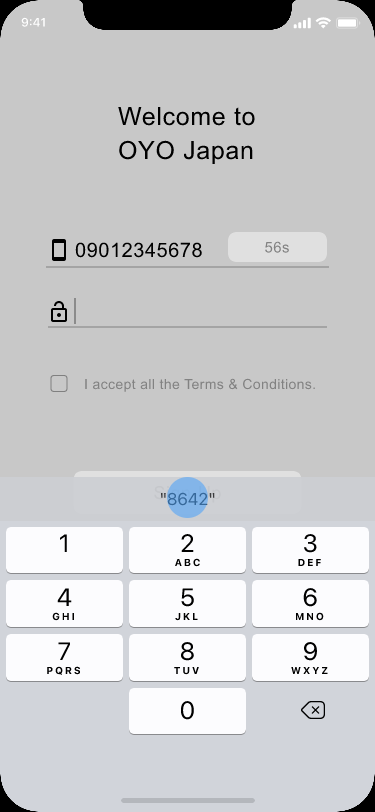 9:41
Welcome to
OYO Japan
09012345678
56s
I accept all the Terms & Conditions.
"8642"
1
2
ABC
3
DEF
4
GHI
5
JKL
6
MNO
7
PQRS
8
TUV
9
WXYZ
0